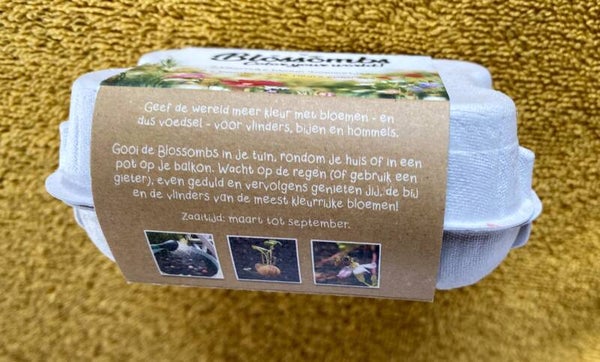 Blossombs
Color your world!
Geef de wereld meer kleur met bloemen - en
dus voedsel - voor vlinders, bijen en hommels.
Gooi de Blossombs in je tuin, rondom je huis of in een
pot op je balkon. Wacht op de regen (of gebruik een
gieter), even geduld en vervolgens genieten jij, de bij
en de vlinders van de meest kleurrijke bloemen!
Zaaitijd: maart tot september.